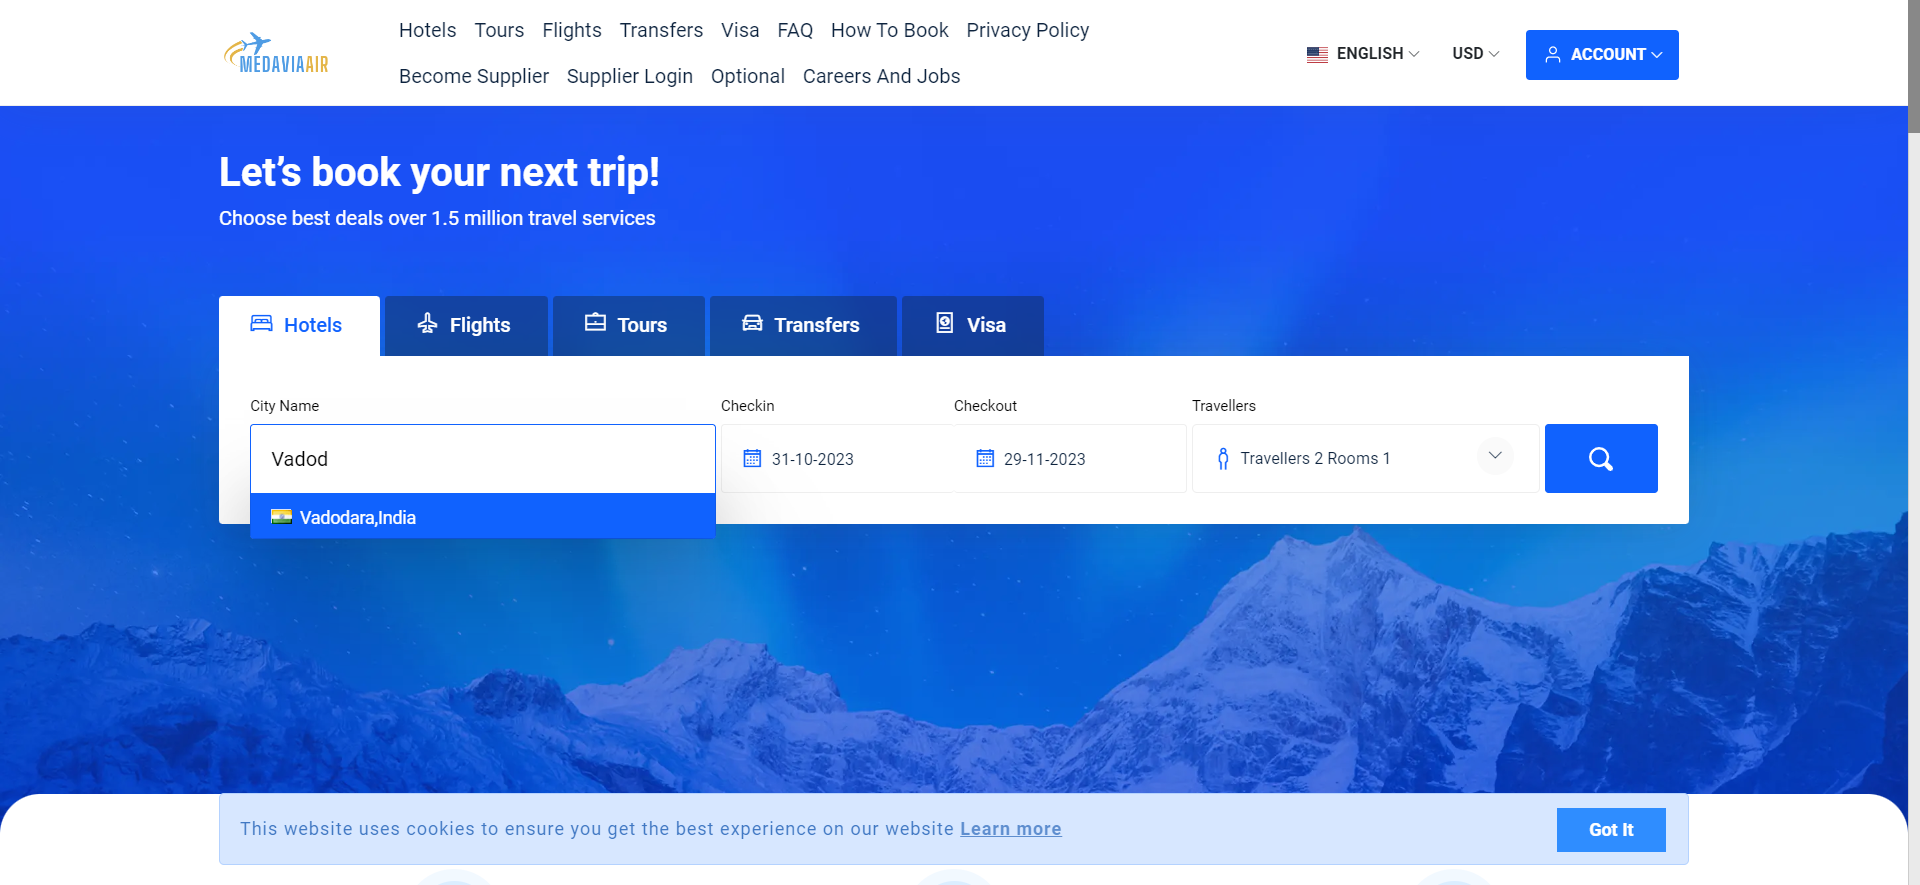 Hotels Tours Flights Transfers Visa FAQ How To Book Privacy Policy
Become Supplier Supplier Login Optional Careers And Jobs
MEDAVIAAIR
ENGLISH
USD
ACCOUNT
Let’s book your next trip!
Choose best deals over 1.5 million travel services
Hotels
Flights
Tours
Transfers
Visa
City Name
Checkin
Checkout
Travellers
Vadod
31-10-2023
29-11-2023
Travellers 2 Rooms 1
Vadodara,India
This website uses cookies to ensure you get the best experience on our website Learn more
Got It